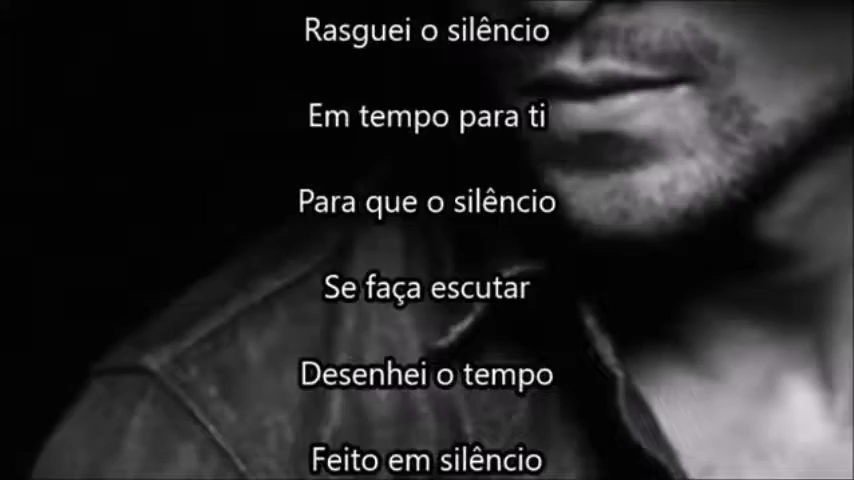 Rasguei o silêncio
Em tempo para ti
Para que o silêncio
Se faça escutar
Desenhei o tempo
Feito em silêncio